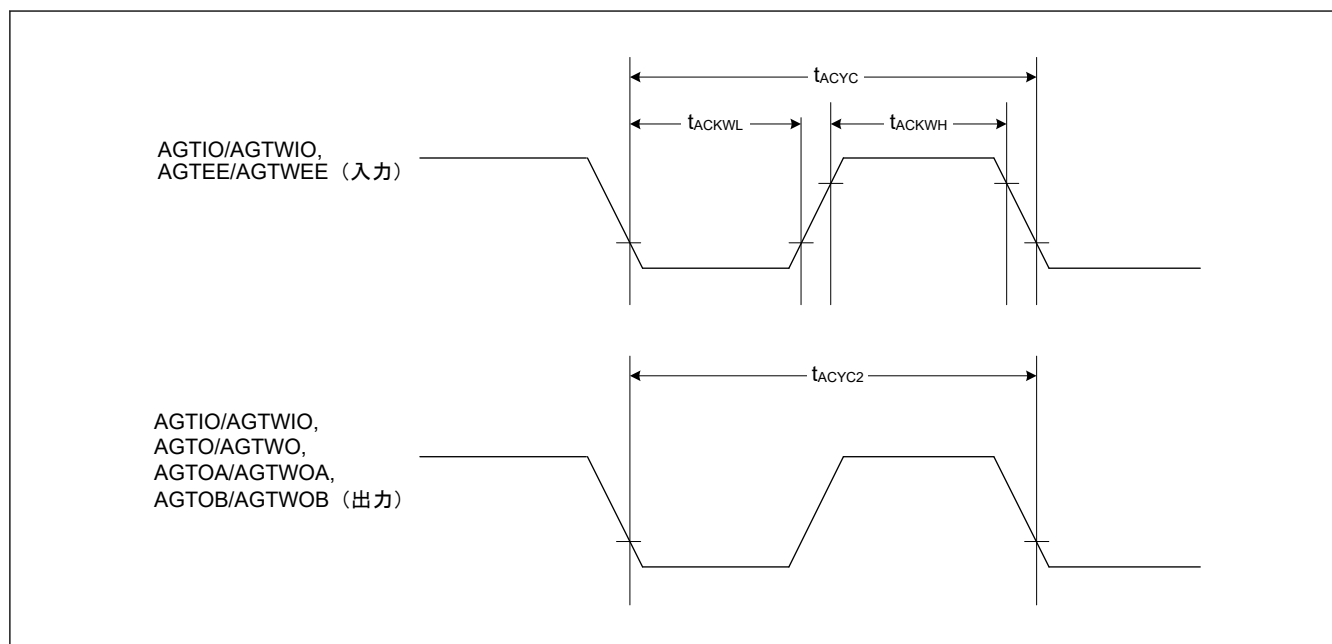 tACYC
tACKWL
tACKWH
AGTIO/AGTWIO,
AGTEE/AGTWEE（入力）
tACYC2
AGTIO/AGTWIO,
AGTO/AGTWO,
AGTOA/AGTWOA,
AGTOB/AGTWOB（出力）